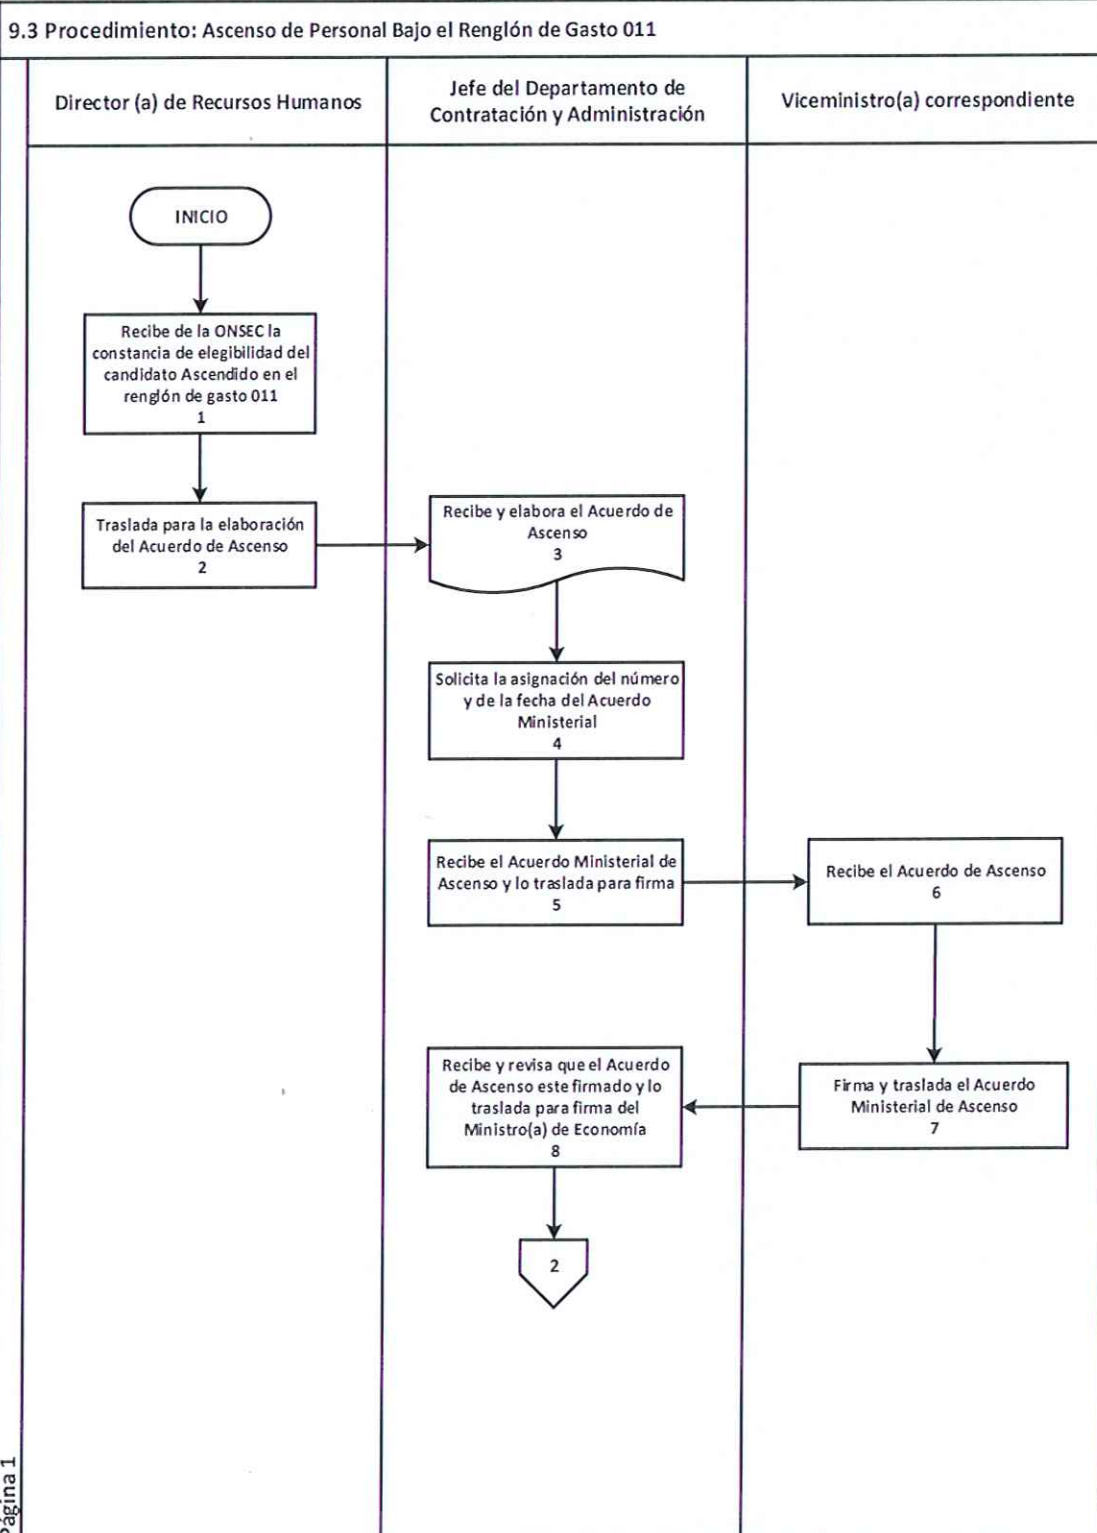 9.3 Procedimiento: Ascenso de Personal Bajo el Renglón de Gasto 011
Director (a) de Recursos Humanos
Jefe del Departamento de
Contratación y Administración
Viceministro(a) correspondiente
INICIO
Recibe de la ONSEC la
constancia de elegibilidad del
candidato Ascendido en el
renglón de gasto 011
1
Traslada para la elaboración
del Acuerdo de Ascenso
2
Recibe y elabora el Acuerdo de
Ascenso
3
Solicita la asignación del número
y de la fecha del Acuerdo
Ministerial
4
Recibe el Acuerdo Ministerial de
Ascenso y lo traslada para firma
5
Recibe el Acuerdo de Ascenso
6
Firma y traslada el Acuerdo
Ministerial de Ascenso
7
Recibe y revisa que el Acuerdo
de Ascenso este firmado y lo
traslada para firma del
Ministro(a) de Economía
8
2
Página 1